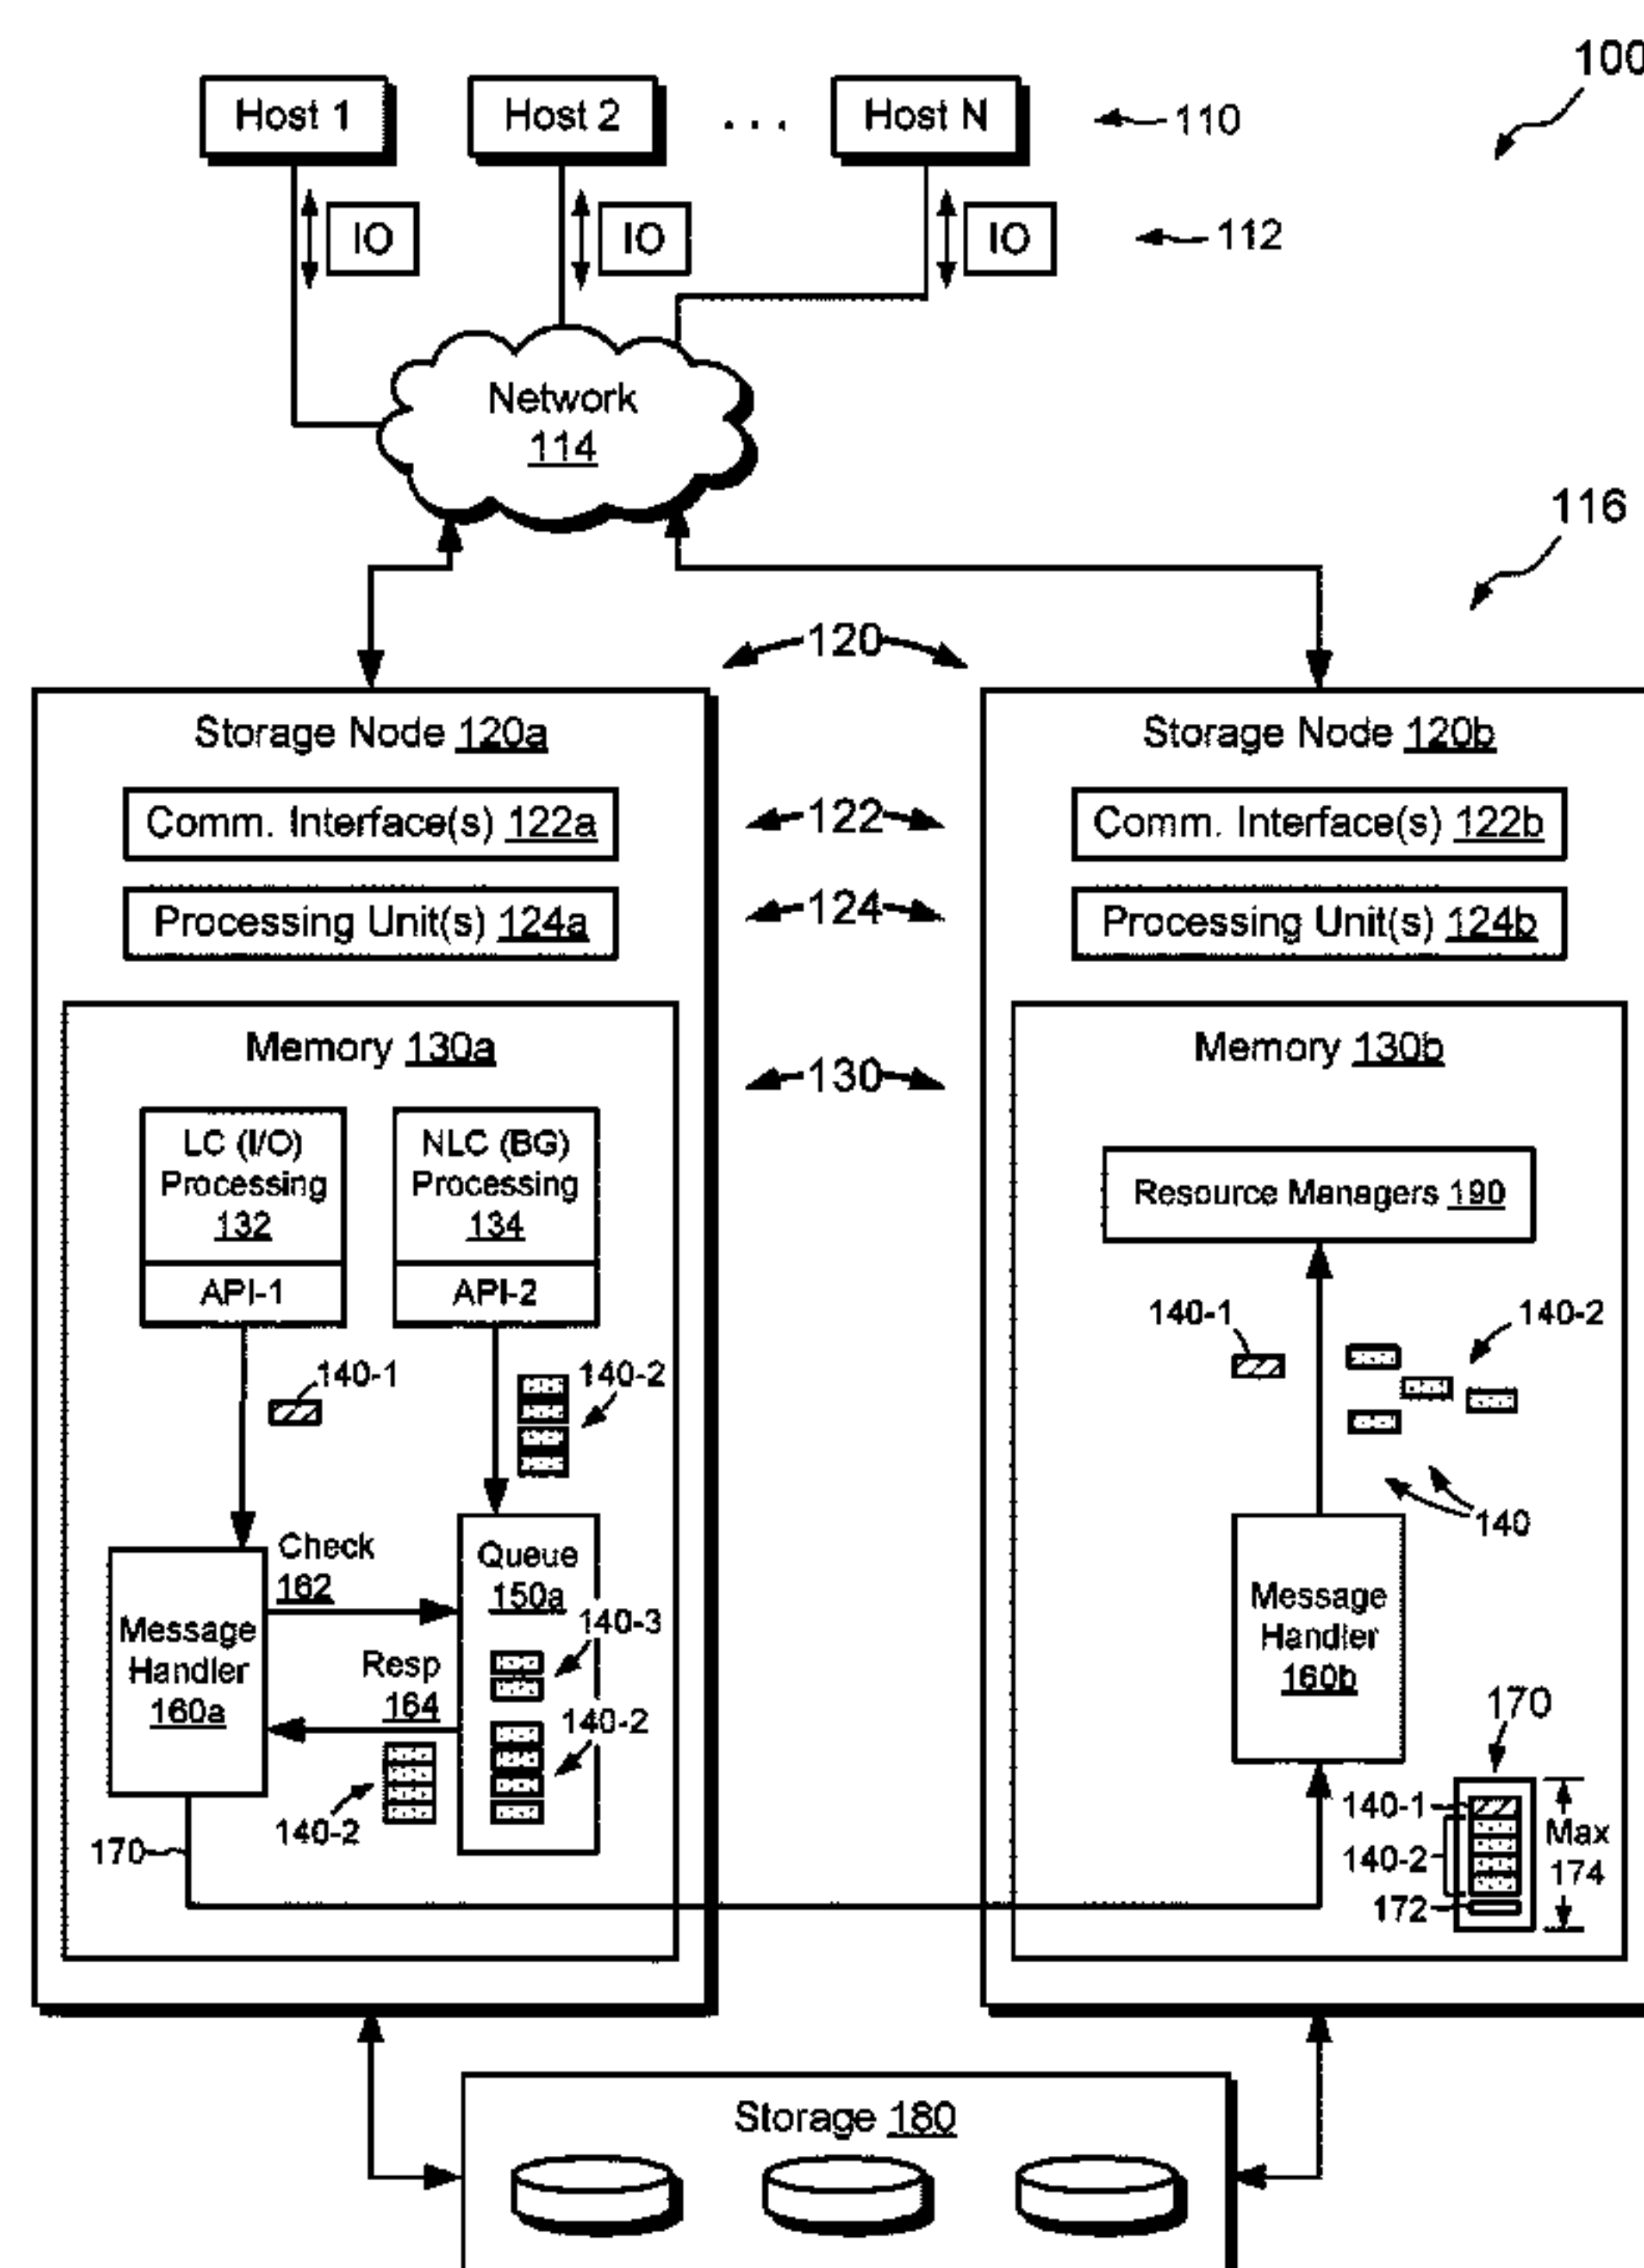 100
Host 1
Host 2
. . .
Host N
110
IO
IO
IO
112
Network
114
116
120
Storage Node 120a
Comm. Interface(s) 122a
Processing Unit(s) 124a
122
124
130
Storage Node 120b
Comm. Interface(s) 122b
Processing Unit(s) 124b
Memory 130a
LC (I/O)
Processing
132
API-1
NLC (BG)
Processing
134
API-2
140-1
140-2
Check
162
Queue
150a
140-3
Message
Handler
160a
Resp
164
140-2
140-2
170
Memory 130b
Resource Managers 190
140-1
140-2
140
Message
Handler
160b
170
140-1
140-2
172
Max
174
Storage 180